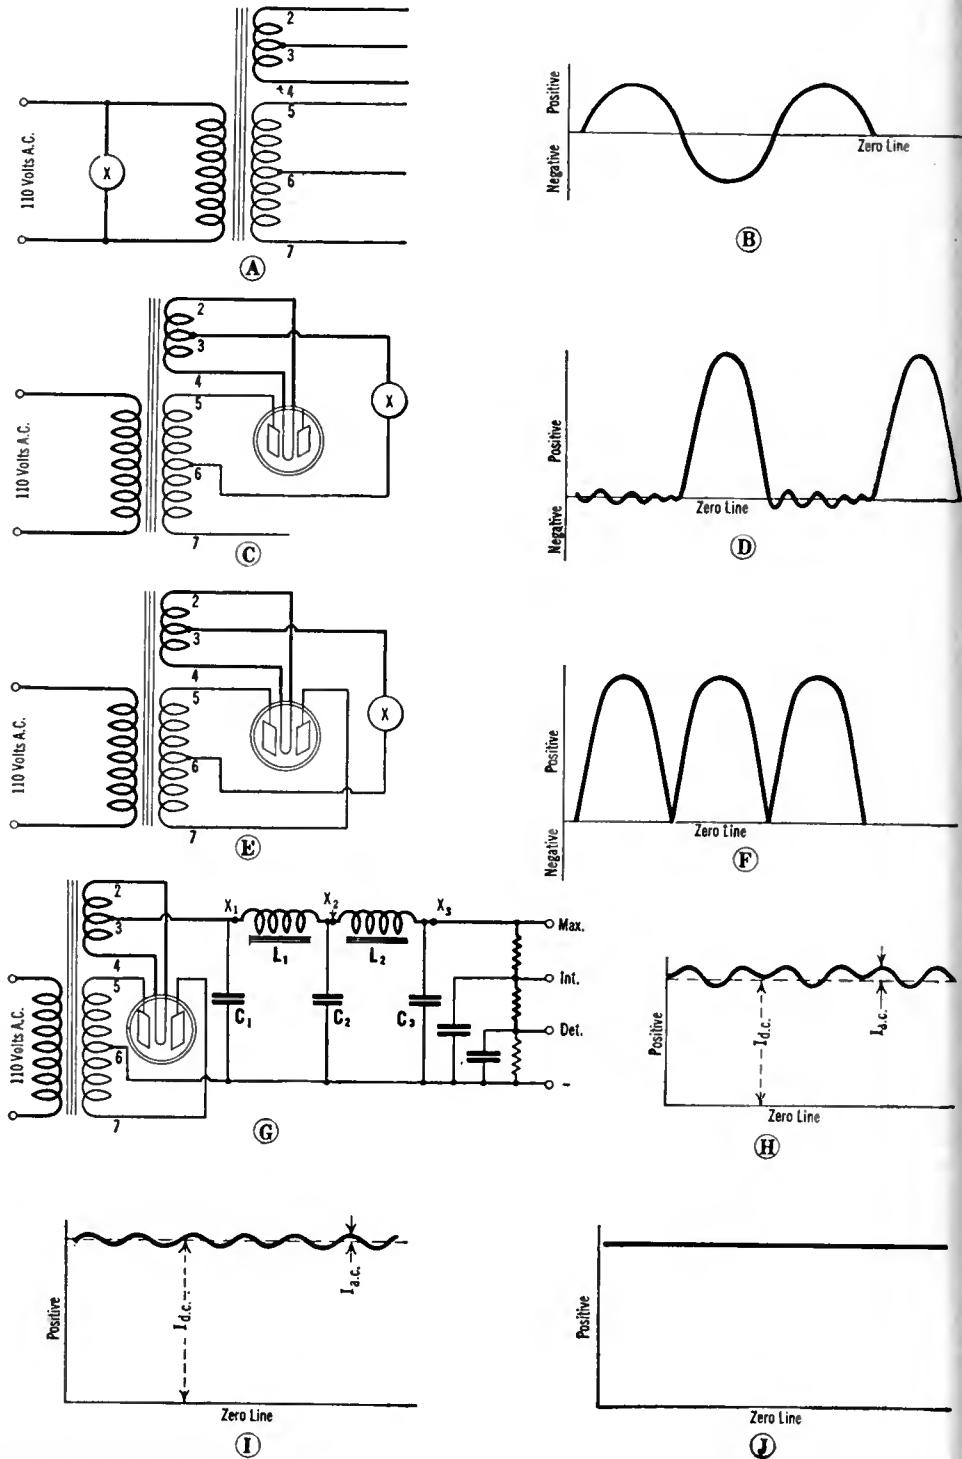 110 Volts A.C.
X
2
3
4
5
6
7
A
Positive
Negative
Zero Line
B
110 Volts A.C.
2
3
4
5
6
7
X
C
Positive
Negative
Zero Line
D
110 Volts A.C.
2
3
4
5
6
7
X
E
Positive
Negative
Zero Line
F
110 Volts A.C.
2
3
4
5
6
7
X1
X2
X3
L1
L2
C1
C2
C3
Max.
Int.
Det.
-
G
Positive
Id.c.
Ia.c.
Zero Line
H
Positive
Id.c.
Ia.c.
Zero Line
I
Positive
Zero Line
J